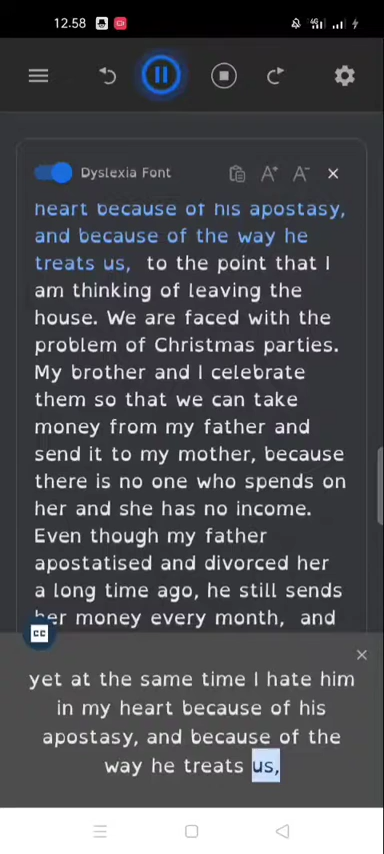 12.58
4G
Dyslexia Font
A+
A-
heart because of his apostasy,
and because of the way he
treats us, to the point that I
am thinking of leaving the
house. We are faced with the
problem of Christmas parties.
My brother and I celebrate
them so that we can take
money from my father and
send it to my mother, because
there is no one who spends on
her and she has no income.
Even though my father
apostatised and divorced her
a long time ago, he still sends
her money every month, and
CC
yet at the same time I hate him
in my heart because of his
apostasy, and because of the
way he treats us,